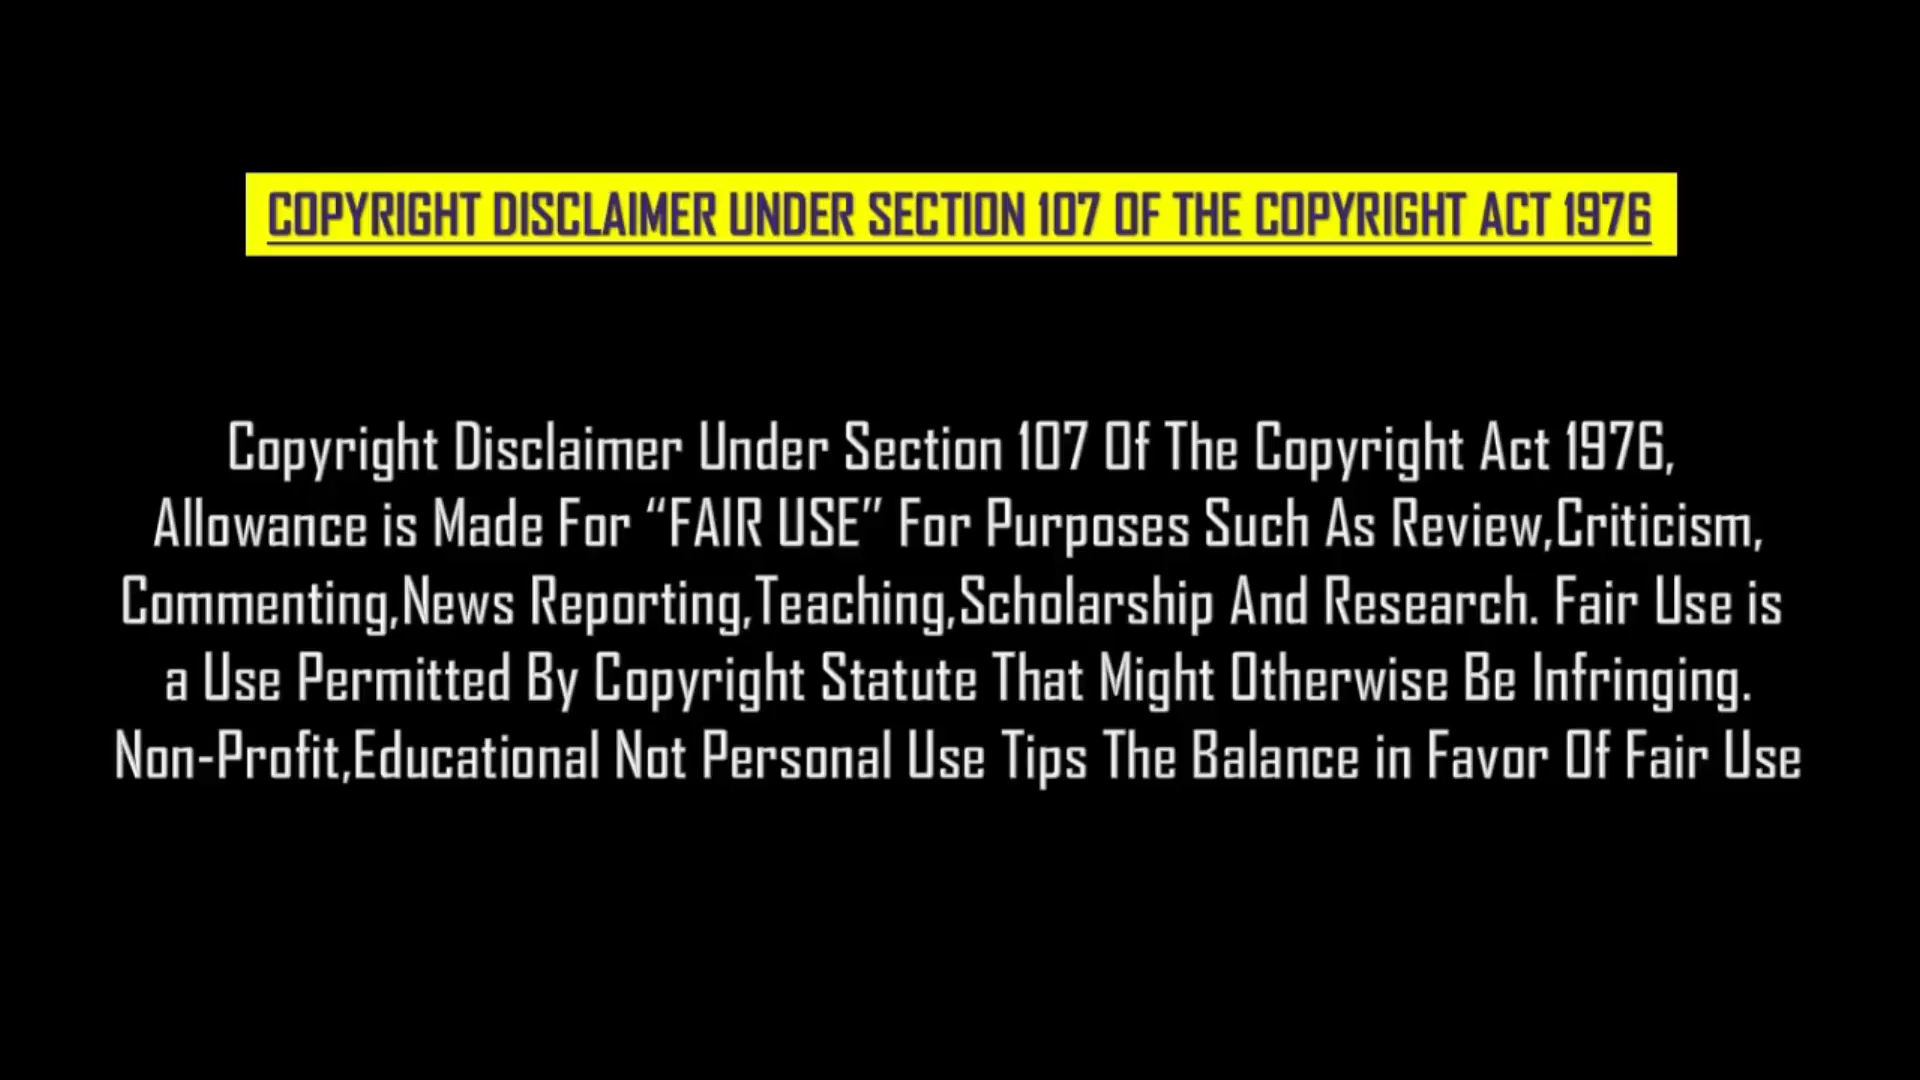 COPYRIGHT DISCLAIMER UNDER SECTION 107 OF THE COPYRIGHT ACT 1976
Copyright Disclaimer Under Section 107 Of The Copyright Act 1976,
Allowance is Made For “FAIR USE” For Purposes Such As Review,Criticism,
Commenting,News Reporting,Teaching,Scholarship And Research. Fair Use is
a Use Permitted By Copyright Statute That Might Otherwise Be Infringing.
Non-Profit,Educational Not Personal Use Tips The Balance in Favor Of Fair Use